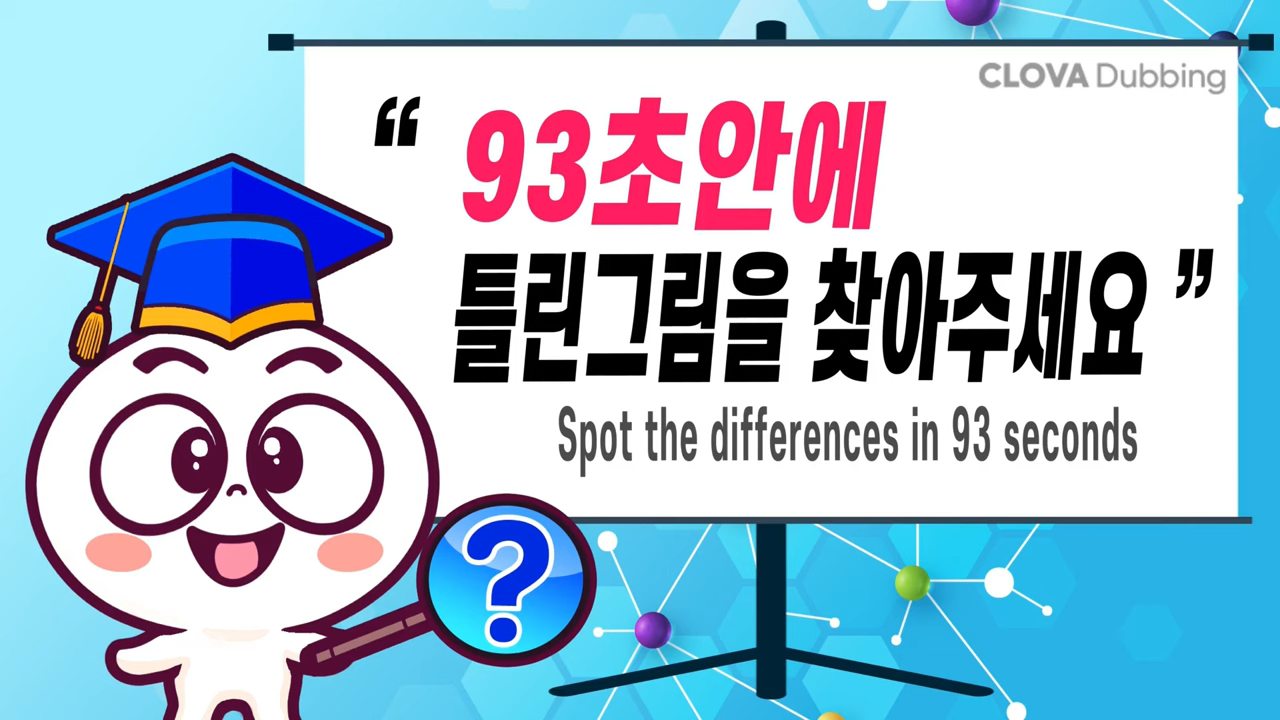 CLOVA Dubbing
“ 93초안에
틀린그림을 찾아주세요 ”
Spot the differences in 93 seconds
?